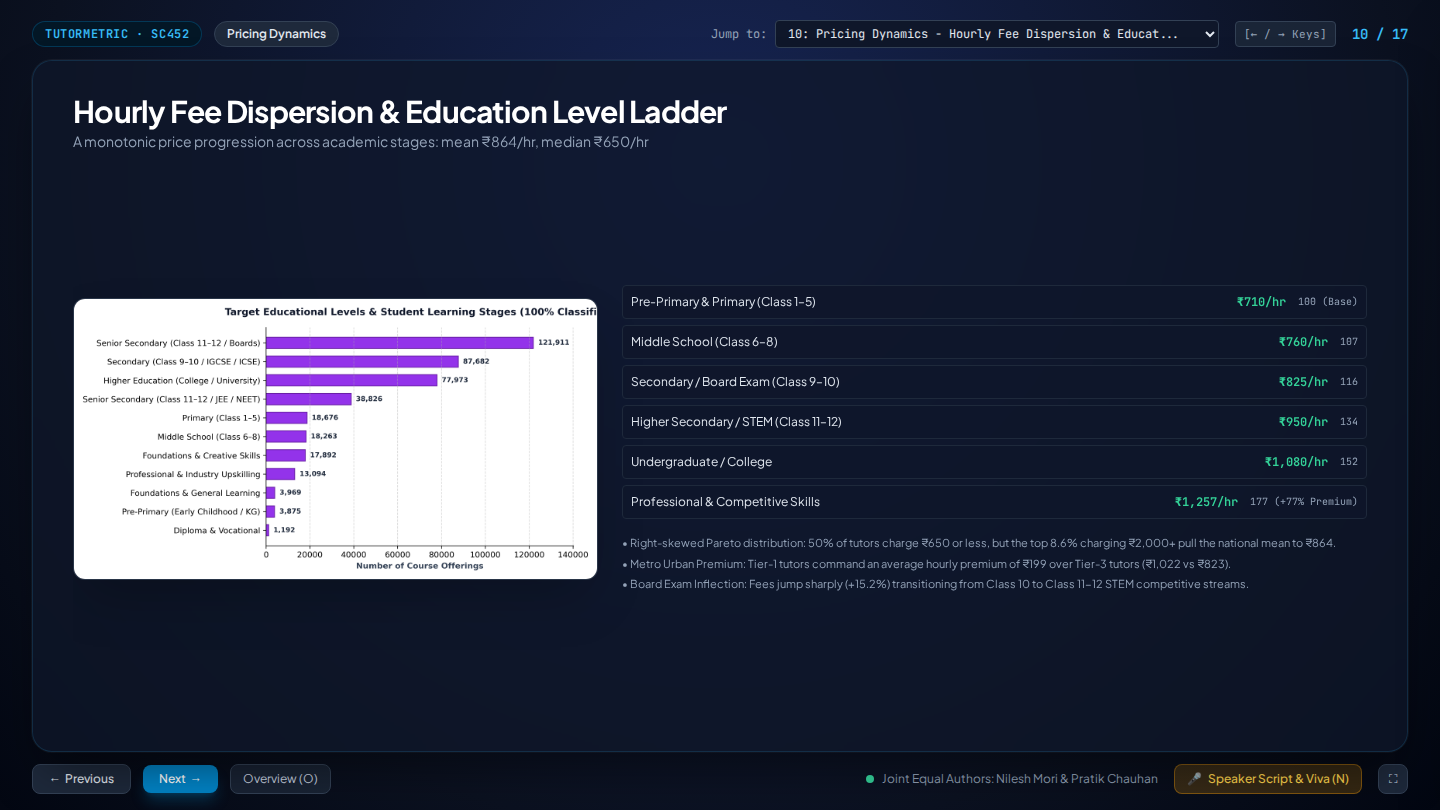 TUTORMETRIC · SC452
Pricing Dynamics
Jump to:
10: Pricing Dynamics - Hourly Fee Dispersion & Educat...
[← / → Keys]
10 / 17
Hourly Fee Dispersion & Education Level Ladder
A monotonic price progression across academic stages: mean ₹864/hr, median ₹650/hr
Target Educational Levels & Student Learning Stages (100% Classifi
Senior Secondary (Class 11–12 / Boards) 121,911
Secondary (Class 9–10 / IGCSE / ICSE) 87,682
Higher Education (College / University) 77,973
Senior Secondary (Class 11–12 / JEE / NEET) 38,826
Primary (Class 1–5) 18,676
Middle School (Class 6–8) 18,263
Foundations & Creative Skills 17,892
Professional & Industry Upskilling 13,094
Foundations & General Learning 3,969
Pre-Primary (Early Childhood / KG) 3,875
Diploma & Vocational 1,192
0 20000 40000 60000 80000 100000 120000 140000
Number of Course Offerings
Pre-Primary & Primary (Class 1–5) ₹710/hr 100 (Base)
Middle School (Class 6–8) ₹760/hr 107
Secondary / Board Exam (Class 9–10) ₹825/hr 116
Higher Secondary / STEM (Class 11–12) ₹950/hr 134
Undergraduate / College ₹1,080/hr 152
Professional & Competitive Skills ₹1,257/hr 177 (+77% Premium)
• Right-skewed Pareto distribution: 50% of tutors charge ₹650 or less, but the top 8.6% charging ₹2,000+ pull the national mean to ₹864.
• Metro Urban Premium: Tier-1 tutors command an average hourly premium of ₹199 over Tier-3 tutors (₹1,022 vs ₹823).
• Board Exam Inflection: Fees jump sharply (+15.2%) transitioning from Class 10 to Class 11–12 STEM competitive streams.
← Previous
Next →
Overview (O)
Joint Equal Authors: Nilesh Mori & Pratik Chauhan
🎤 Speaker Script & Viva (N)